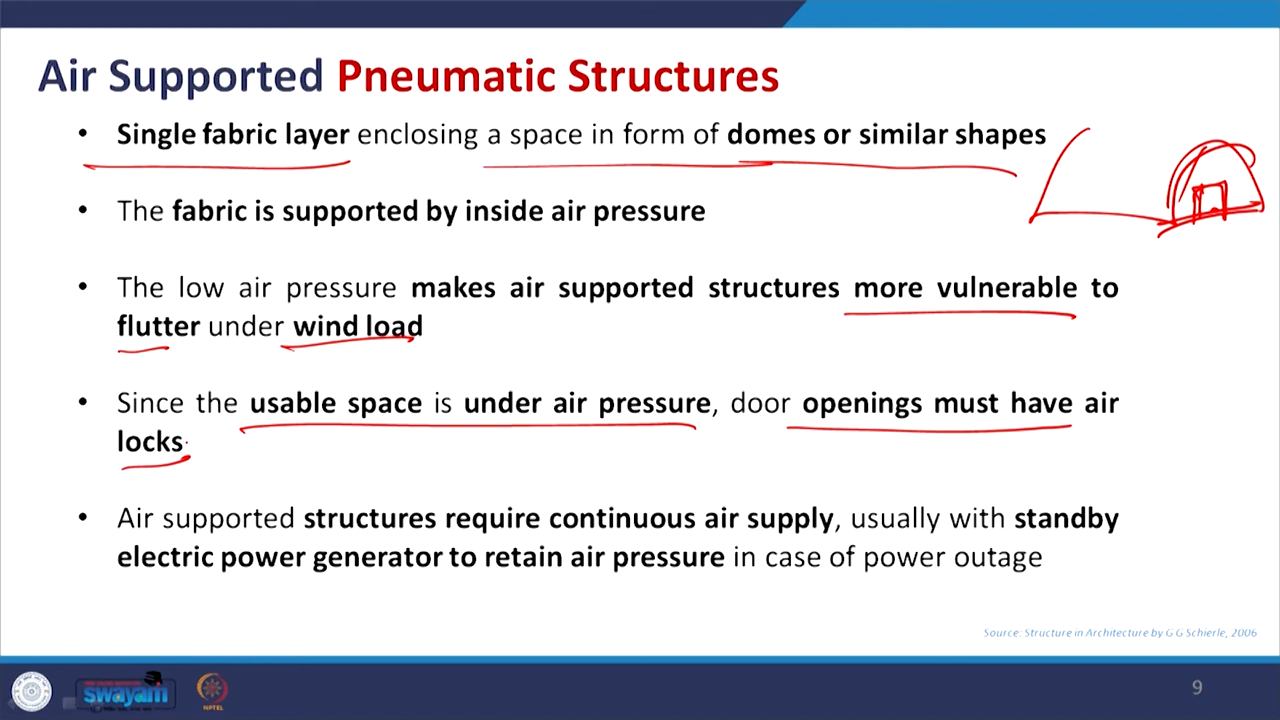 Air Supported Pneumatic Structures
• Single fabric layer enclosing a space in form of domes or similar shapes
• The fabric is supported by inside air pressure
• The low air pressure makes air supported structures more vulnerable to
flutter under wind load
• Since the usable space is under air pressure, door openings must have air
locks
• Air supported structures require continuous air supply, usually with standby
electric power generator to retain air pressure in case of power outage
Source: Structure in Architecture by G G Schierle, 2006
swayam
NPTEL
9